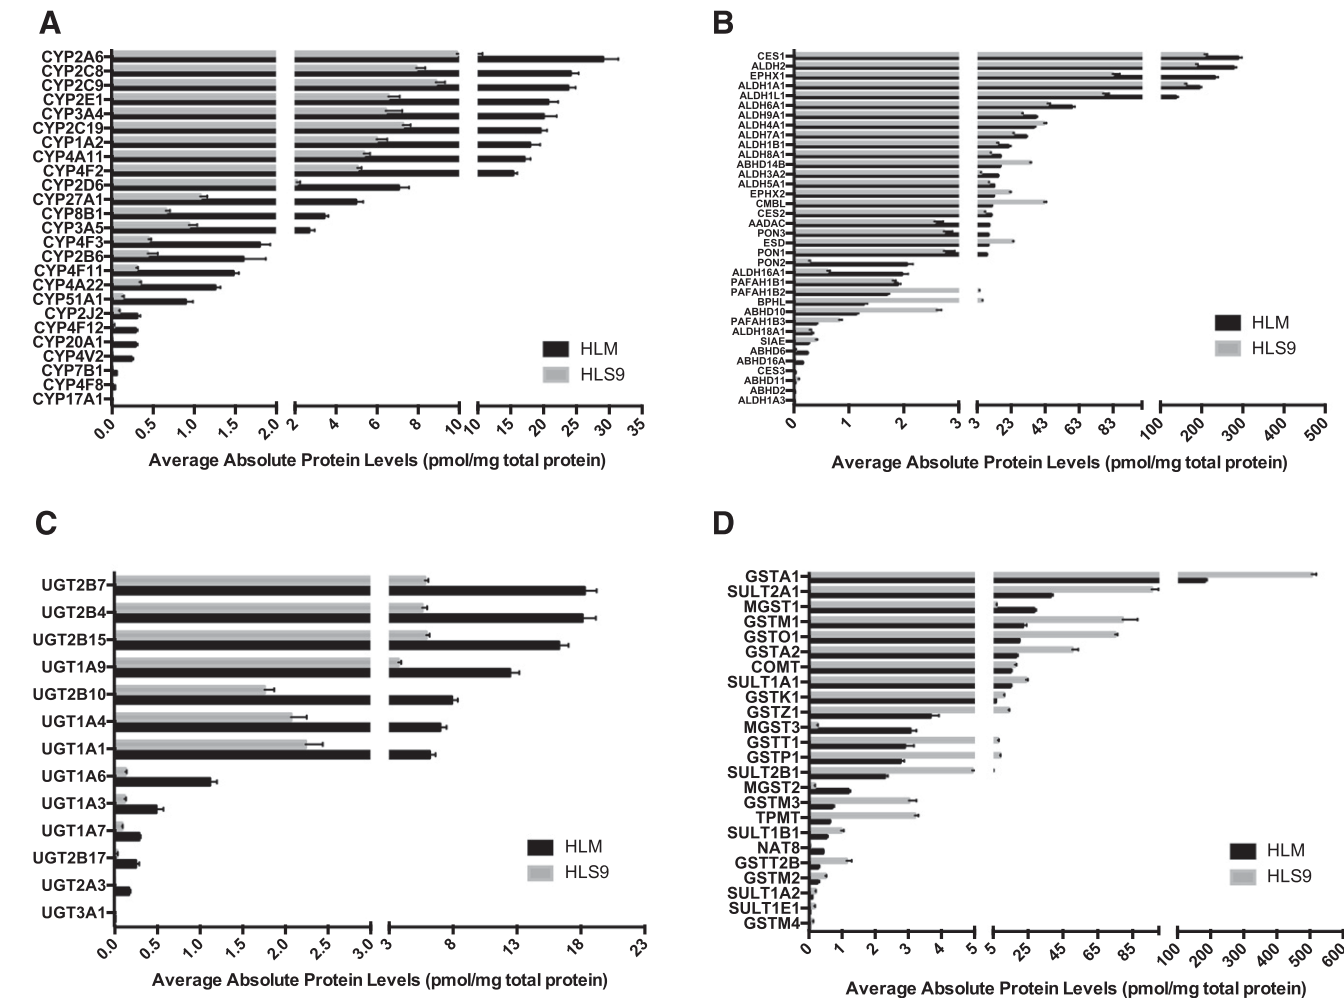 A
CYP2A6
CYP2C8
CYP2C9
CYP2E1
CYP3A4
CYP2C19
CYP1A2
CYP4A11
CYP4F2
CYP2D6
CYP27A1
CYP8B1
CYP3A5
CYP4F3
CYP2B6
CYP4F11
CYP4A22
CYP51A1
CYP2J2
CYP4F12
CYP20A1
CYP4V2
CYP7B1
CYP4F8
CYP17A1
HLM
HLS9
0.0 0.5 1.0 1.5 2.0 2 4 6 8 10 10 15 20 25 30 35
Average Absolute Protein Levels (pmol/mg total protein)
B
CES1
ALDH2
EPHX1
ALDH1A1
ALDH1L1
ALDH6A1
ALDH9A1
ALDH4A1
ALDH7A1
ALDH1B1
ALDH8A1
ABHD14B
ALDH3A2
ALDH5A1
EPHX2
CMBL
CES2
AADAC
PON3
ESD
PON1
PON2
ALDH16A1
PAFAH1B1
PAFAH1B2
BPHL
ABHD10
PAFAH1B3
ALDH18A1
SIAE
ABHD6
ABHD16A
CES3
ABHD11
ABHD2
ALDH1A3
HLM
HLS9
0 1 2 3 3 23 43 63 83 100 200 300 400 500
Average Absolute Protein Levels (pmol/mg total protein)
C
UGT2B7
UGT2B4
UGT2B15
UGT1A9
UGT2B10
UGT1A4
UGT1A1
UGT1A6
UGT1A3
UGT1A7
UGT2B17
UGT2A3
UGT3A1
HLM
HLS9
0.0 0.5 1.0 1.5 2.0 2.5 3.0 3 8 13 18 23
Average Absolute Protein Levels (pmol/mg total protein)
D
GSTA1
SULT2A1
MGST1
GSTM1
GSTO1
GSTA2
COMT
SULT1A1
GSTK1
GSTZ1
MGST3
GSTT1
GSTP1
SULT2B1
MGST2
GSTM3
TPMT
SULT1B1
NAT8
GSTT2B
GSTM2
SULT1A2
SULT1E1
GSTM4
HLM
HLS9
0 1 2 3 4 5 5 25 45 65 85 100 200 300 400 500 600
Average Absolute Protein Levels (pmol/mg total protein)